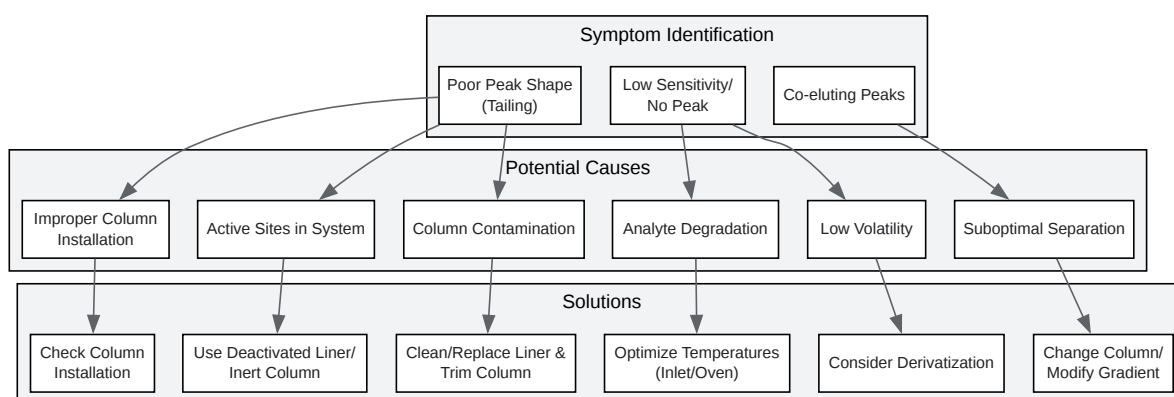 Symptom Identification
Poor Peak Shape
(Tailing)
Low Sensitivity/
No Peak
Co-eluting Peaks
Potential Causes
Improper Column
Installation
Active Sites in System
Column Contamination
Analyte Degradation
Low Volatility
Suboptimal Separation
Solutions
Check Column
Installation
Use Deactivated Liner/
Inert Column
Clean/Replace Liner &
Trim Column
Optimize Temperatures
(Inlet/Oven)
Consider Derivatization
Change Column/
Modify Gradient